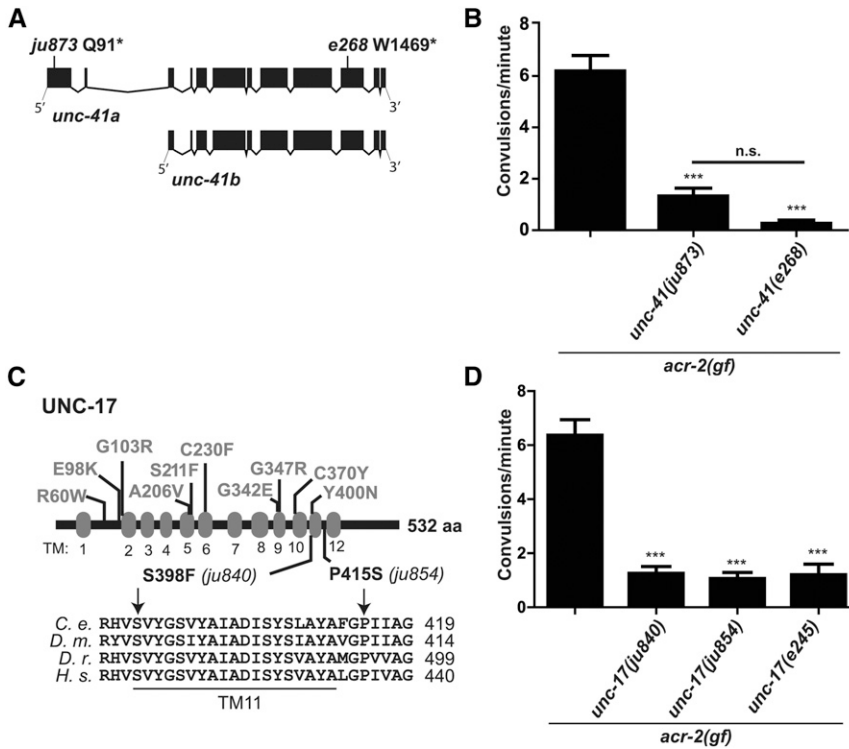 A
ju873 Q91*
e268 W1469*
5'
unc-41a
3'
5'
unc-41b
3'
B
Convulsions/minute
8
6
4
2
0
n.s.
***
***
unc-41(ju873)
unc-41(e268)
acr-2(gf)
C
UNC-17
G103R
C230F
E98K
S211F
G347R
C370Y
R60W
A206V
G342E
Y400N
532 aa
TM: 1 2 3 4 5 6 7 8 9 10 12
S398F (ju840)
P415S (ju854)
C. e. RHVSVYGSVYAIADISYSLAYAFGPIIAG 419
D. m. RYVSVYGSIYAIADISYSIAYAVGPIIAG 414
D. r. RHVSVYGSVYAIADISYSVAYAMGPVVAG 499
H. s. RHVSVYGSVYAIADISYSVAYALGPIVAG 440
TM11
D
Convulsions/minute
8
6
4
2
0
***
***
***
unc-17(ju840)
unc-17(ju854)
unc-17(e245)
acr-2(gf)